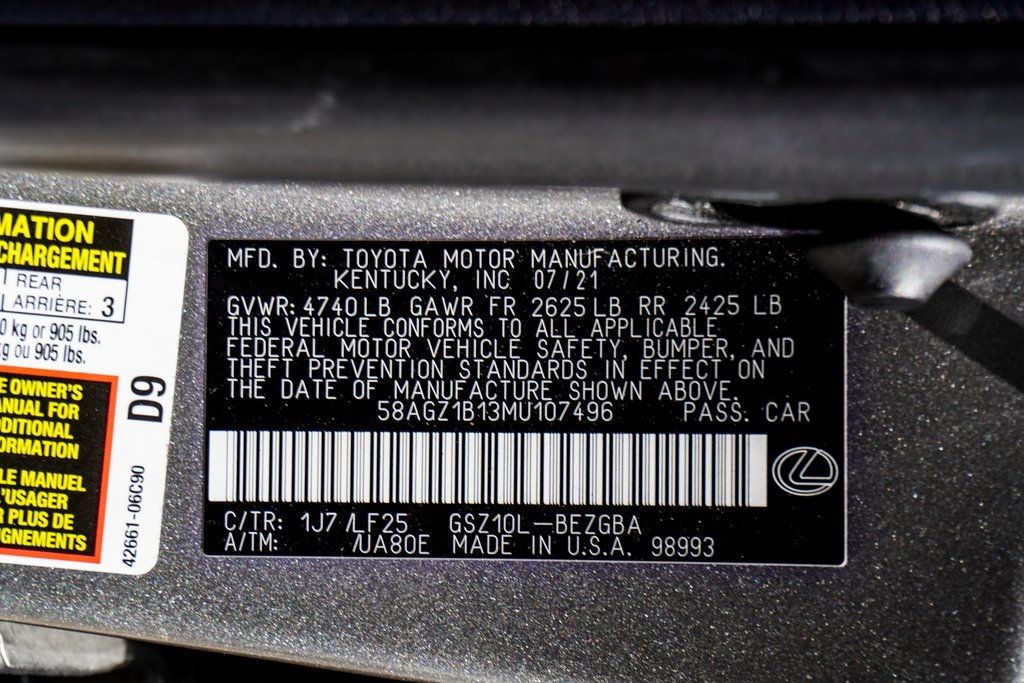 MATION
CHARGEMENT
REAR
ARRIÈRE: 3
0 kg or 905 lbs.
kg ou 905 lbs.
E OWNER'S
ANUAL FOR
DDITIONAL
ORMATION
LE MANUEL
L'USAGER
R PLUS DE
IGNEMENTS
D9
42661-06C90
MFD. BY: TOYOTA MOTOR MANUFACTURING.
KENTUCKY, INC 07/21
GVWR: 4740LB GAWR FR 2625LB RR 2425 LB
THIS VEHICLE CONFORMS TO ALL APPLICABLE
FEDERAL MOTOR VEHICLE SAFETY, BUMPER, AND
THEFT PREVENTION STANDARDS IN EFFECT ON
THE DATE OF MANUFACTURE SHOWN ABOVE.
58AGZ1B13MU107496 PASS. CAR
C/TR: 1J7 /LF25 GSZ10L-BEZGBA
A/TM: /UA80E MADE IN U.S.A. 98993